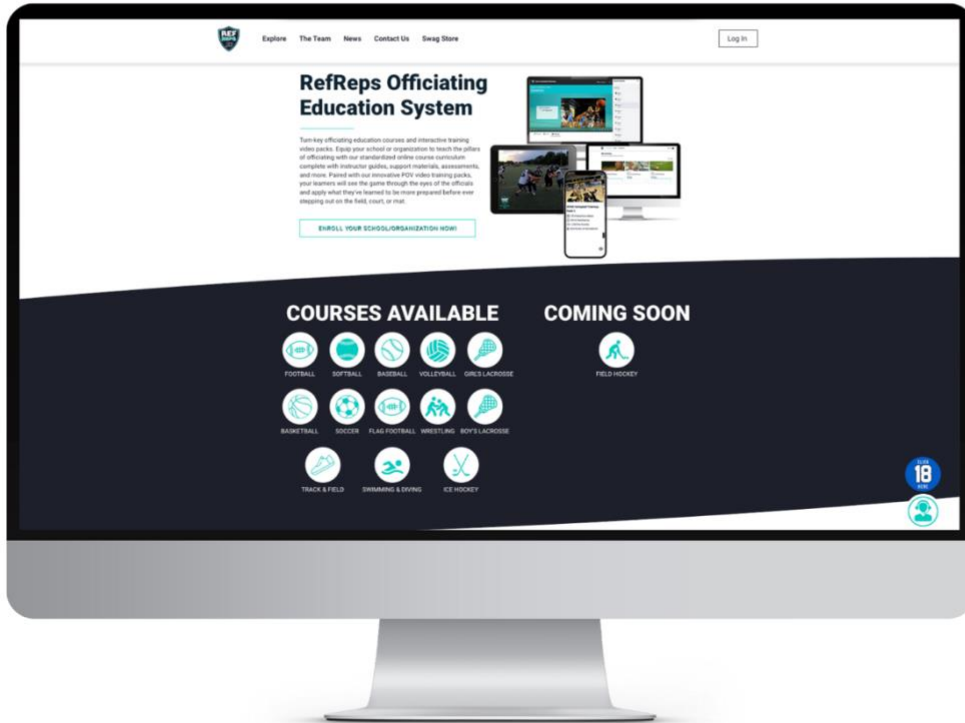 REF
REPS
Explore The Team News Contact Us Swag Store
Log In
RefReps Officiating
Education System
Turn-key officiating education courses and interactive training
video packs. Equip your school or organization to teach the pillars
of officiating with our standardized online course curriculum
complete with instructor guides, support materials, assessments,
and more. Paired with our innovative POV video training packs,
your learners will see the game through the eyes of the officials
and apply what they've learned to be more prepared before ever
stepping out on the field, court, or mat.
ENROLL YOUR SCHOOL/ORGANIZATION NOW!
COURSES AVAILABLE
FOOTBALL SOFTBALL BASEBALL VOLLEYBALL GIRL'S LACROSSE
BASKETBALL SOCCER FLAG FOOTBALL WRESTLING BOY'S LACROSSE
TRACK & FIELD SWIMMING & DIVING ICE HOCKEY
COMING SOON
FIELD HOCKEY
CLICK
18
HERE